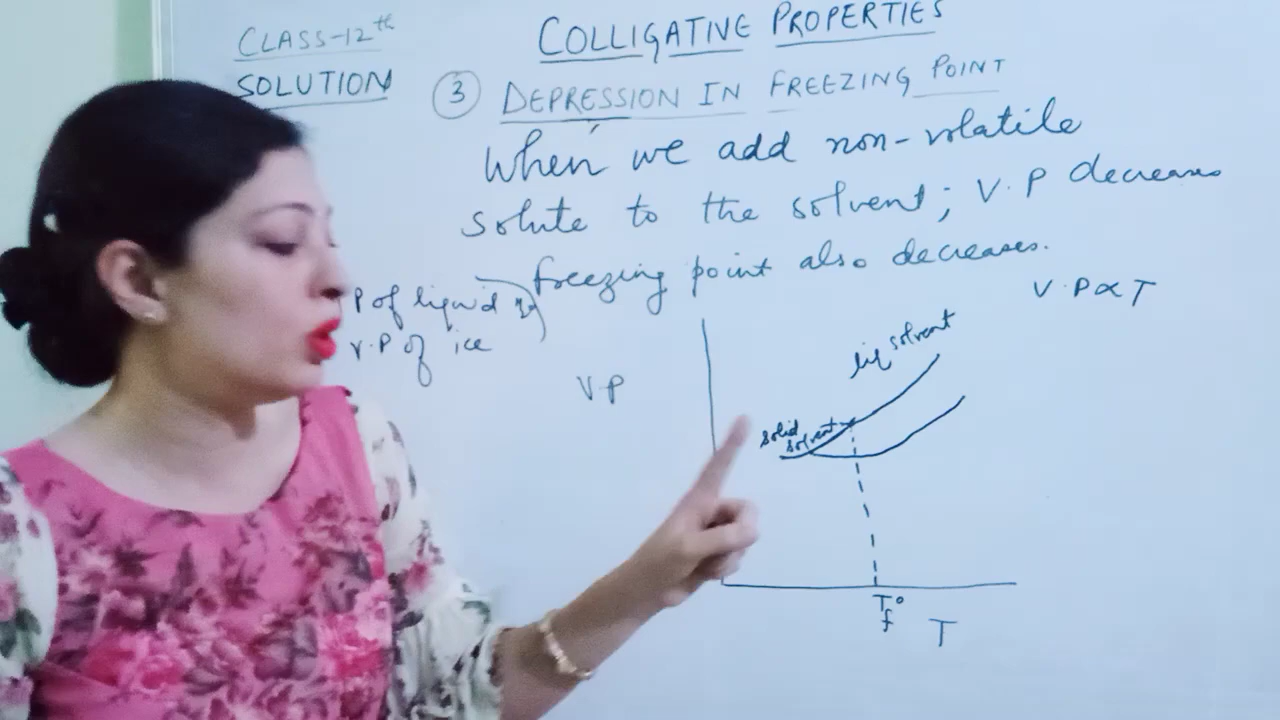 CLASS-12th
SOLUTION
COLLIGATIVE PROPERTIES
3 DEPRESSION IN FREEZING POINT
When we add non-volatile
solute to the solvent; V.P decreases
freezing point also decreases.
P of liquid
V.P of ice
V.P ∝ T
V.P
liq solvent
solid
solvent
Tf°
T